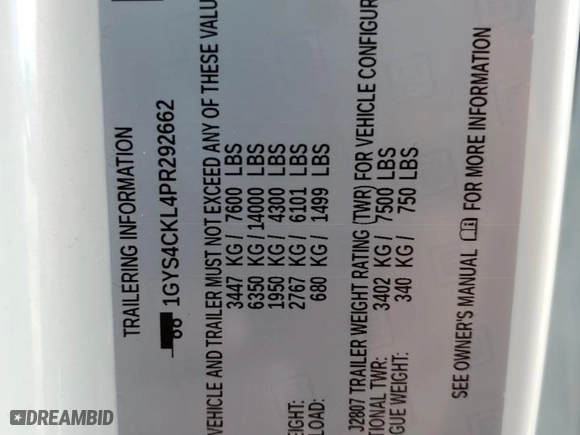 TRAILERING INFORMATION
1GYS4CKL4PR292662
VEHICLE AND TRAILER MUST NOT EXCEED ANY OF THESE VALU
3447 KG / 7600 LBS
6350 KG / 14000 LBS
1950 KG / 4300 LBS
EIGHT: 2767 KG / 6101 LBS
LOAD: 680 KG / 1499 LBS
J2807 TRAILER WEIGHT RATING (TWR) FOR VEHICLE CONFIGUR
IONAL TWR: 3402 KG / 7500 LBS
GUE WEIGHT: 340 KG / 750 LBS
SEE OWNER'S MANUAL FOR MORE INFORMATION
DREAMBID